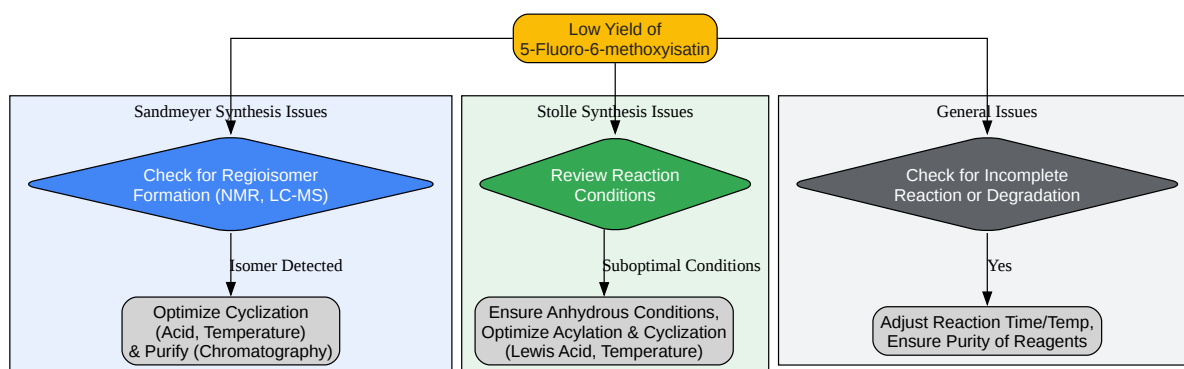 Low Yield of
5-Fluoro-6-methoxyisatin
Sandmeyer Synthesis Issues
Check for Regioisomer
Formation (NMR, LC-MS)
Isomer Detected
Optimize Cyclization
(Acid, Temperature)
& Purify (Chromatography)
Stolle Synthesis Issues
Review Reaction
Conditions
Suboptimal Conditions
Ensure Anhydrous Conditions,
Optimize Acylation & Cyclization
(Lewis Acid, Temperature)
General Issues
Check for Incomplete
Reaction or Degradation
Yes
Adjust Reaction Time/Temp,
Ensure Purity of Reagents